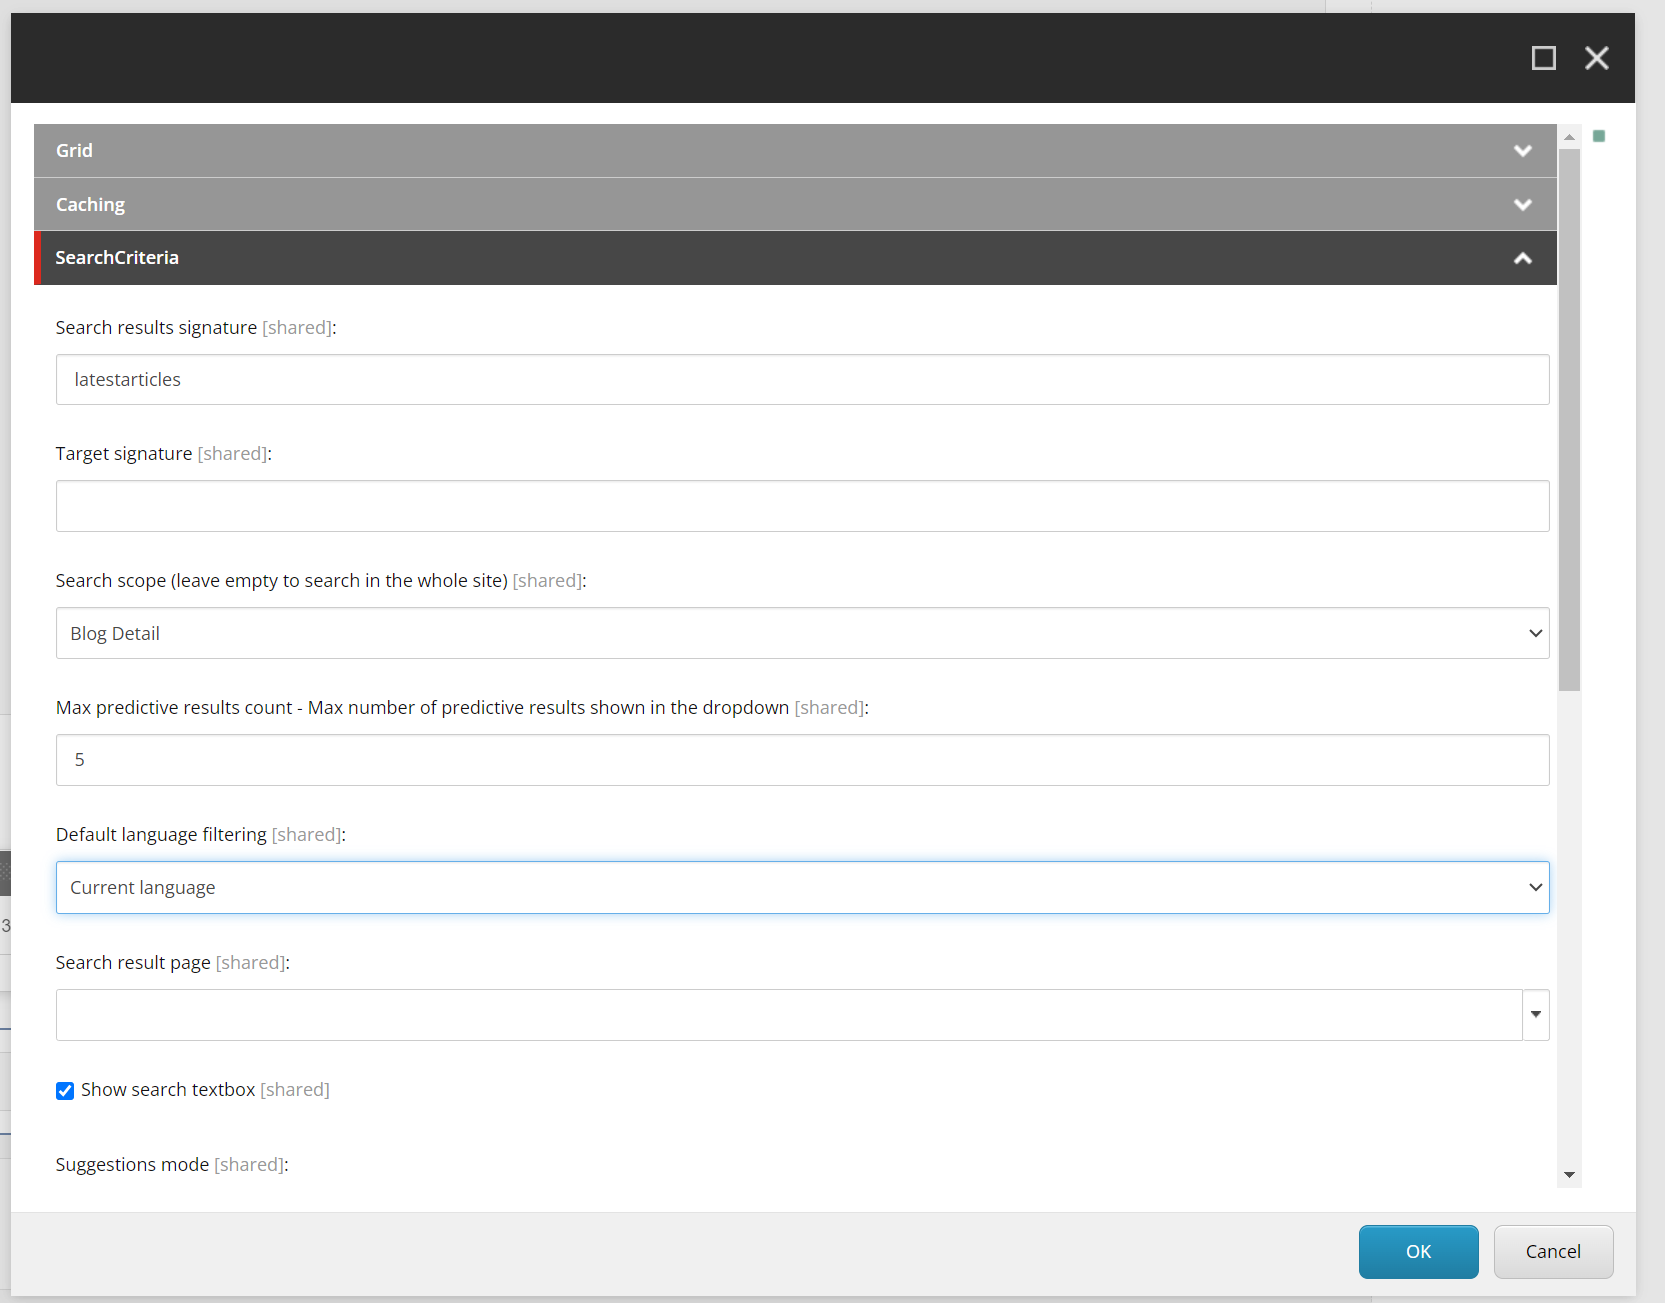 Grid
Caching
SearchCriteria
Search results signature [shared]:
latestarticles
Target signature [shared]:
Search scope (leave empty to search in the whole site) [shared]:
Blog Detail
Max predictive results count - Max number of predictive results shown in the dropdown [shared]:
5
Default language filtering [shared]:
Current language
3
Search result page [shared]:
Show search textbox [shared]
Suggestions mode [shared]:
OK
Cancel